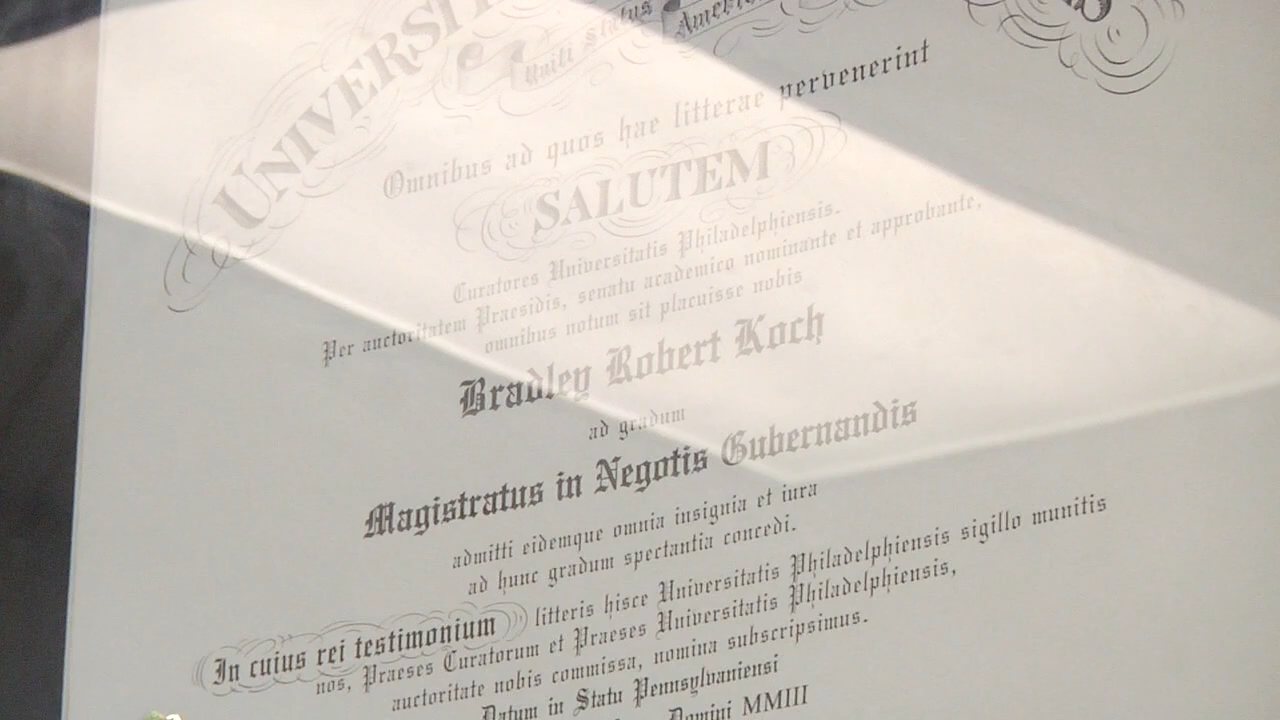 UNIVERSIT
Uniti Status
Omnibus ad quos hae litterae pervenerint
SALUTEM
Curatores Universitatis Philadelphiensis.
Per auctoritatem Praesidis, senatu academico nominante et approbante,
omnibus notum sit placuisse nobis
Bradley Robert Koch
ad gradum
Magistratus in Negotis Gubernandis
admitti eidemque omnia insignia et iura
ad hunc gradum spectantia concedi.
In cuius rei testimonium litteris hisce Universitatis Philadelphiensis sigillo munitis
nos, Praeses Curatorum et Praeses Universitatis Philadelphiensis,
auctoritate nobis commissa, nomina subscripsimus.
Datum in Statu Pennsylvaniensi
Domini MMIII